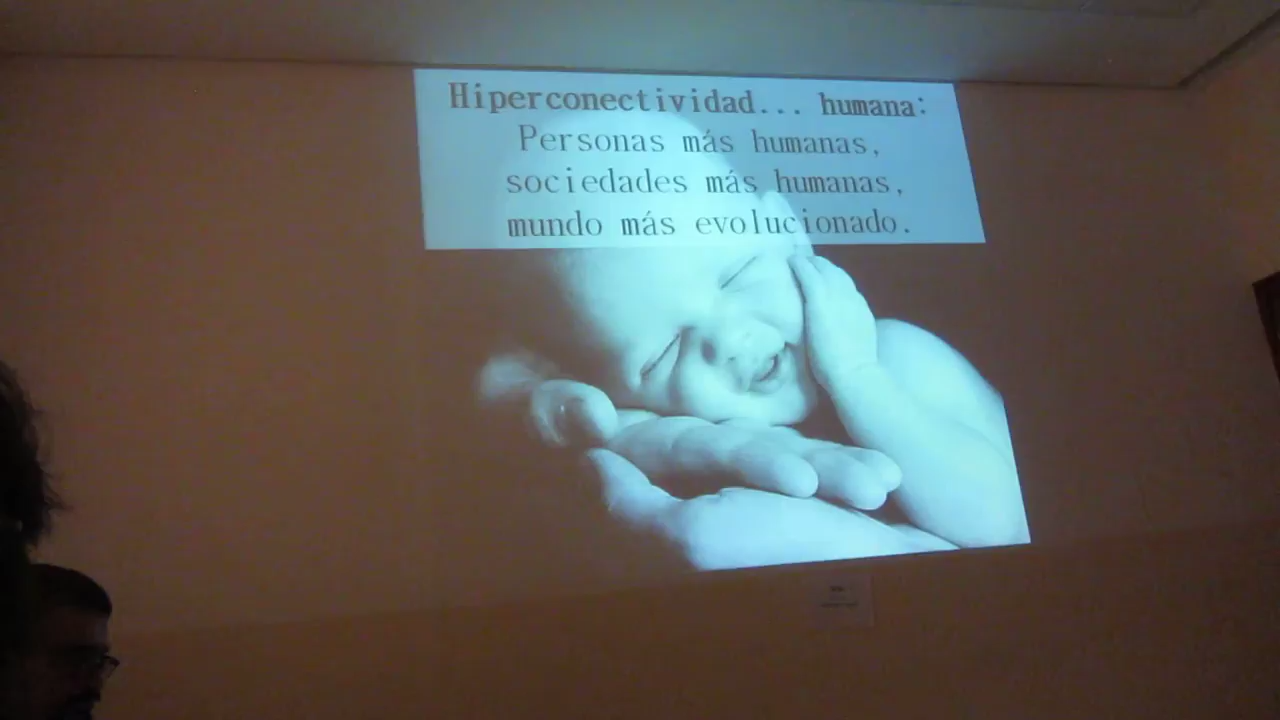 Hiperconectividad... humana:
Personas más humanas,
sociedades más humanas,
mundo más evolucionado.